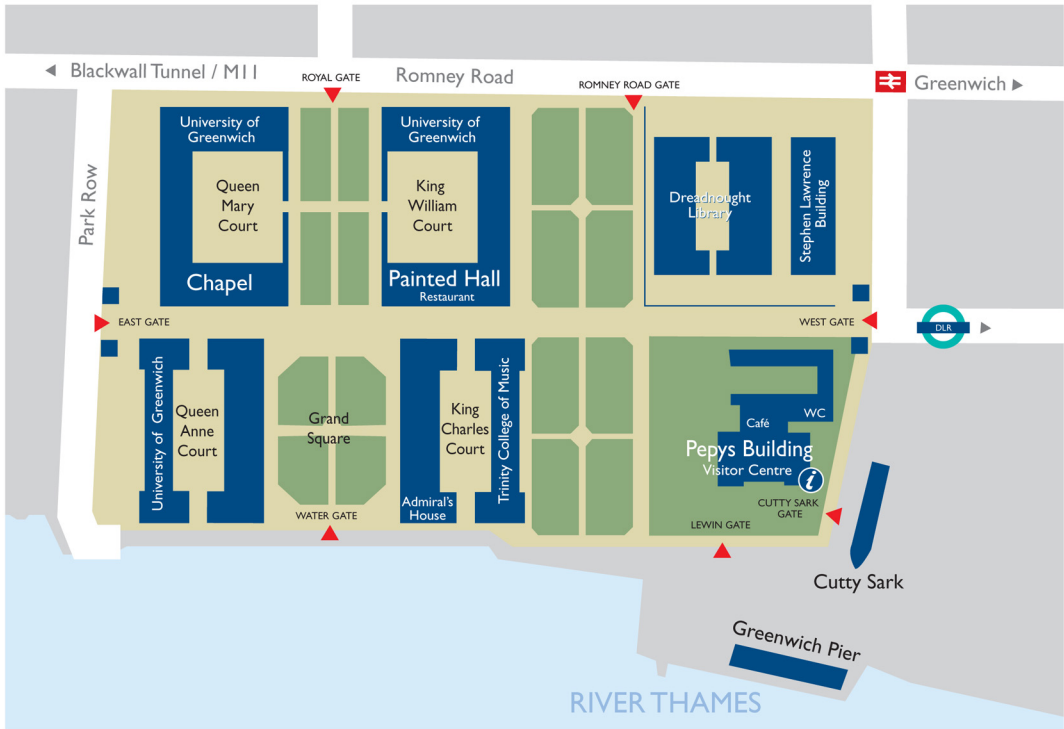 Blackwall Tunnel / M11
Romney Road
Greenwich
ROYAL GATE
ROMNEY ROAD GATE
Park Row
University of
Greenwich
Queen
Mary
Court
Chapel
University of
Greenwich
King
William
Court
Painted Hall
Restaurant
Dreadnought
Library
Stephen Lawrence
Building
EAST GATE
WEST GATE
DLR
University of Greenwich
Queen
Anne
Court
Grand
Square
WATER GATE
King
Charles
Court
Admiral's
House
Trinity College of Music
WC
Café
Pepys Building
Visitor Centre
i
CUTTY SARK
GATE
LEWIN GATE
Cutty Sark
Greenwich Pier
RIVER THAMES